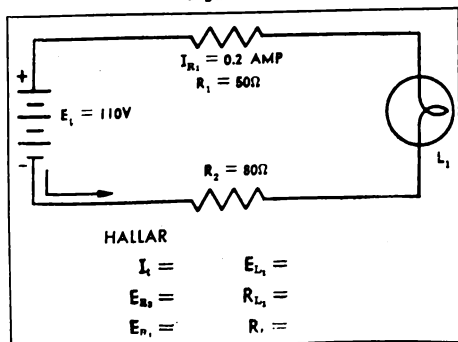 +
I_R₁ = 0.2 AMP
R₁ = 50Ω
E_t = 110V
L₁
-
R₂ = 80Ω
HALLAR
I_t = E_L₁ =
E_R₂ = R_L₁ =
E_R₁ = R_t =